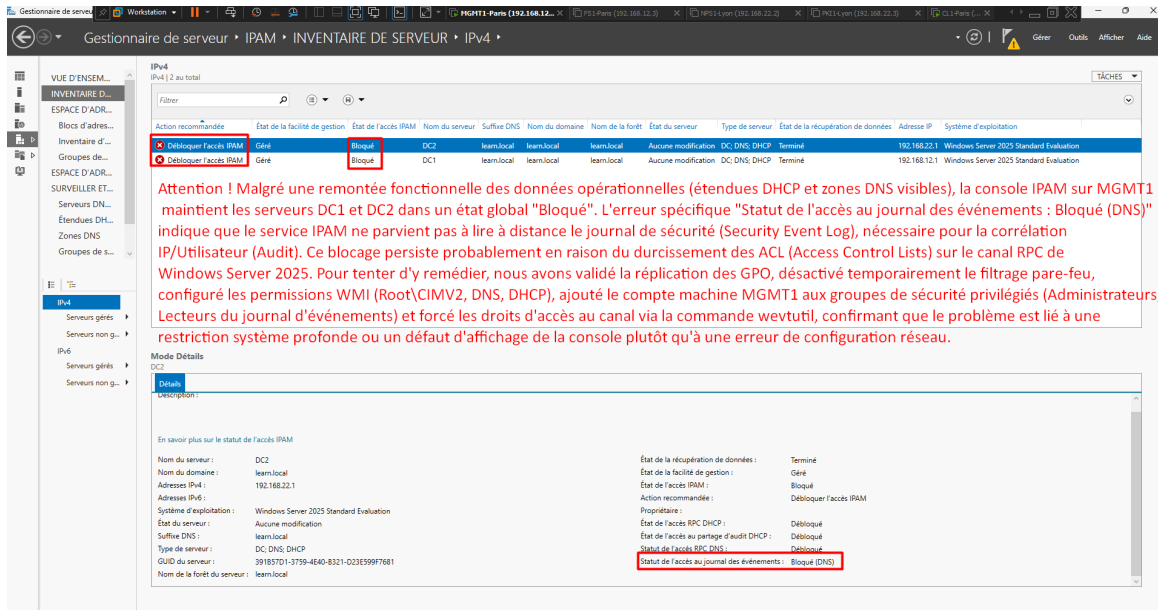 Gestionnaire de serveur
Workstation
MGMT1-Paris (192.168.12...
PS1-Paris (192.168.12.3)
NPS1-Lyon (192.168.22.2)
PKI1-Lyon (192.168.22.3)
CL1-Paris (...
Gestionnaire de serveur • IPAM • INVENTAIRE DE SERVEUR • IPv4
Gérer
Outils
Afficher
Aide
VUE D'ENSEM...
INVENTAIRE D...
ESPACE D'ADR...
Blocs d'adres...
Inventaire d'...
Groupes de...
ESPACE D'ADR...
SURVEILLER ET...
Serveurs DN...
Étendues DH...
Zones DNS
Groupes de s...
IPv4
Serveurs gérés
Serveurs non g...
IPv6
Serveurs gérés
Serveurs non g...
IPv4
IPv4 | 2 au total
TÂCHES
Filtrer
Action recommandée État de la facilité de gestion État de l'accès IPAM Nom du serveur Suffixe DNS Nom du domaine Nom de la forêt État du serveur Type de serveur État de la récupération de données Adresse IP Système d'exploitation
Débloquer l'accès IPAM Géré Bloqué DC2 learn.local learn.local learn.local Aucune modification DC; DNS; DHCP Terminé 192.168.22.1 Windows Server 2025 Standard Evaluation
Débloquer l'accès IPAM Géré Bloqué DC1 learn.local learn.local learn.local Aucune modification DC; DNS; DHCP Terminé 192.168.12.1 Windows Server 2025 Standard Evaluation
Attention ! Malgré une remontée fonctionnelle des données opérationnelles (étendues DHCP et zones DNS visibles), la console IPAM sur MGMT1
maintient les serveurs DC1 et DC2 dans un état global "Bloqué". L'erreur spécifique "Statut de l'accès au journal des événements : Bloqué (DNS)"
indique que le service IPAM ne parvient pas à lire à distance le journal de sécurité (Security Event Log), nécessaire pour la corrélation
IP/Utilisateur (Audit). Ce blocage persiste probablement en raison du durcissement des ACL (Access Control Lists) sur le canal RPC de
Windows Server 2025. Pour tenter d'y remédier, nous avons validé la réplication des GPO, désactivé temporairement le filtrage pare-feu,
configuré les permissions WMI (Root\CIMV2, DNS, DHCP), ajouté le compte machine MGMT1 aux groupes de sécurité privilégiés (Administrateurs
Lecteurs du journal d'événements) et forcé les droits d'accès au canal via la commande wevtutil, confirmant que le problème est lié à une
restriction système profonde ou un défaut d'affichage de la console plutôt qu'à une erreur de configuration réseau.
Mode Détails
DC2
Détails
Description :
En savoir plus sur le statut de l'accès IPAM
Nom du serveur : DC2
Nom du domaine : learn.local
Adresses IPv4 : 192.168.22.1
Adresses IPv6 :
Système d'exploitation : Windows Server 2025 Standard Evaluation
État du serveur : Aucune modification
Suffixe DNS : learn.local
Type de serveur : DC; DNS; DHCP
GUID du serveur : 391B57D1-3759-4E40-B321-D23E599F7681
Nom de la forêt du serveur : learn.local
État de la récupération de données : Terminé
État de la facilité de gestion : Géré
État de l'accès IPAM : Bloqué
Action recommandée : Débloquer l'accès IPAM
Propriétaire :
État de l'accès RPC DHCP : Débloqué
État de l'accès au partage d'audit DHCP : Débloqué
Statut de l'accès RPC DNS : Débloqué
Statut de l'accès au journal des événements : Bloqué (DNS)